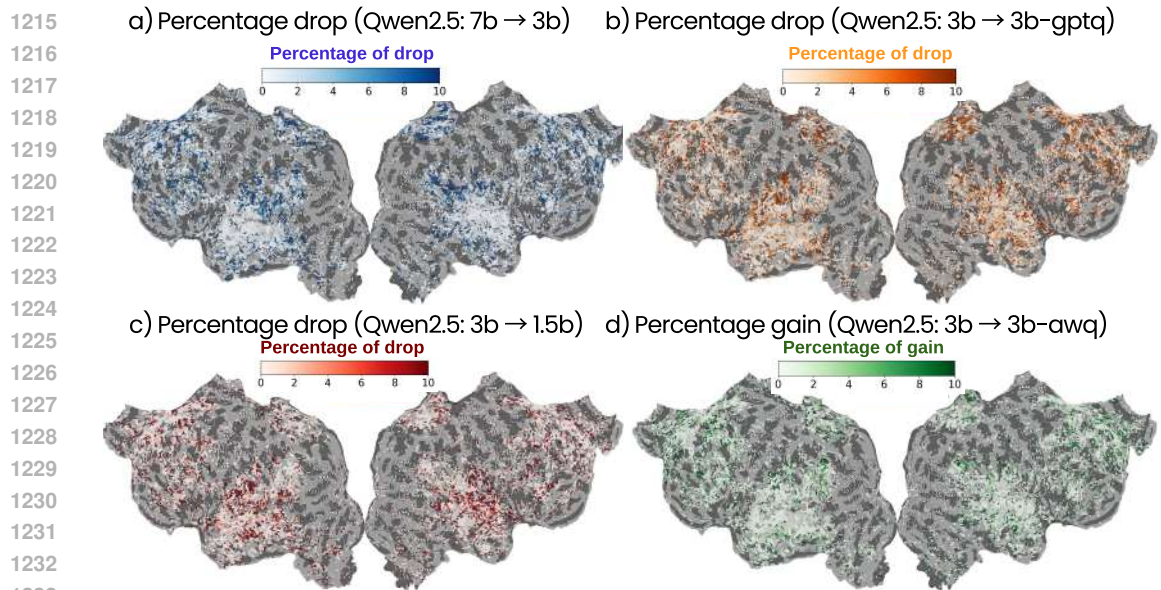 1215
1216
1217
1218
1219
1220
1221
1222
1223
1224
1225
1226
1227
1228
1229
1230
1231
1232
a) Percentage drop (Qwen2.5: 7b → 3b)
Percentage of drop
0 2 4 6 8 10
b) Percentage drop (Qwen2.5: 3b → 3b-gptq)
Percentage of drop
0 2 4 6 8 10
c) Percentage drop (Qwen2.5: 3b → 1.5b)
Percentage of drop
0 2 4 6 8 10
d) Percentage gain (Qwen2.5: 3b → 3b-awq)
Percentage of gain
0 2 4 6 8 10